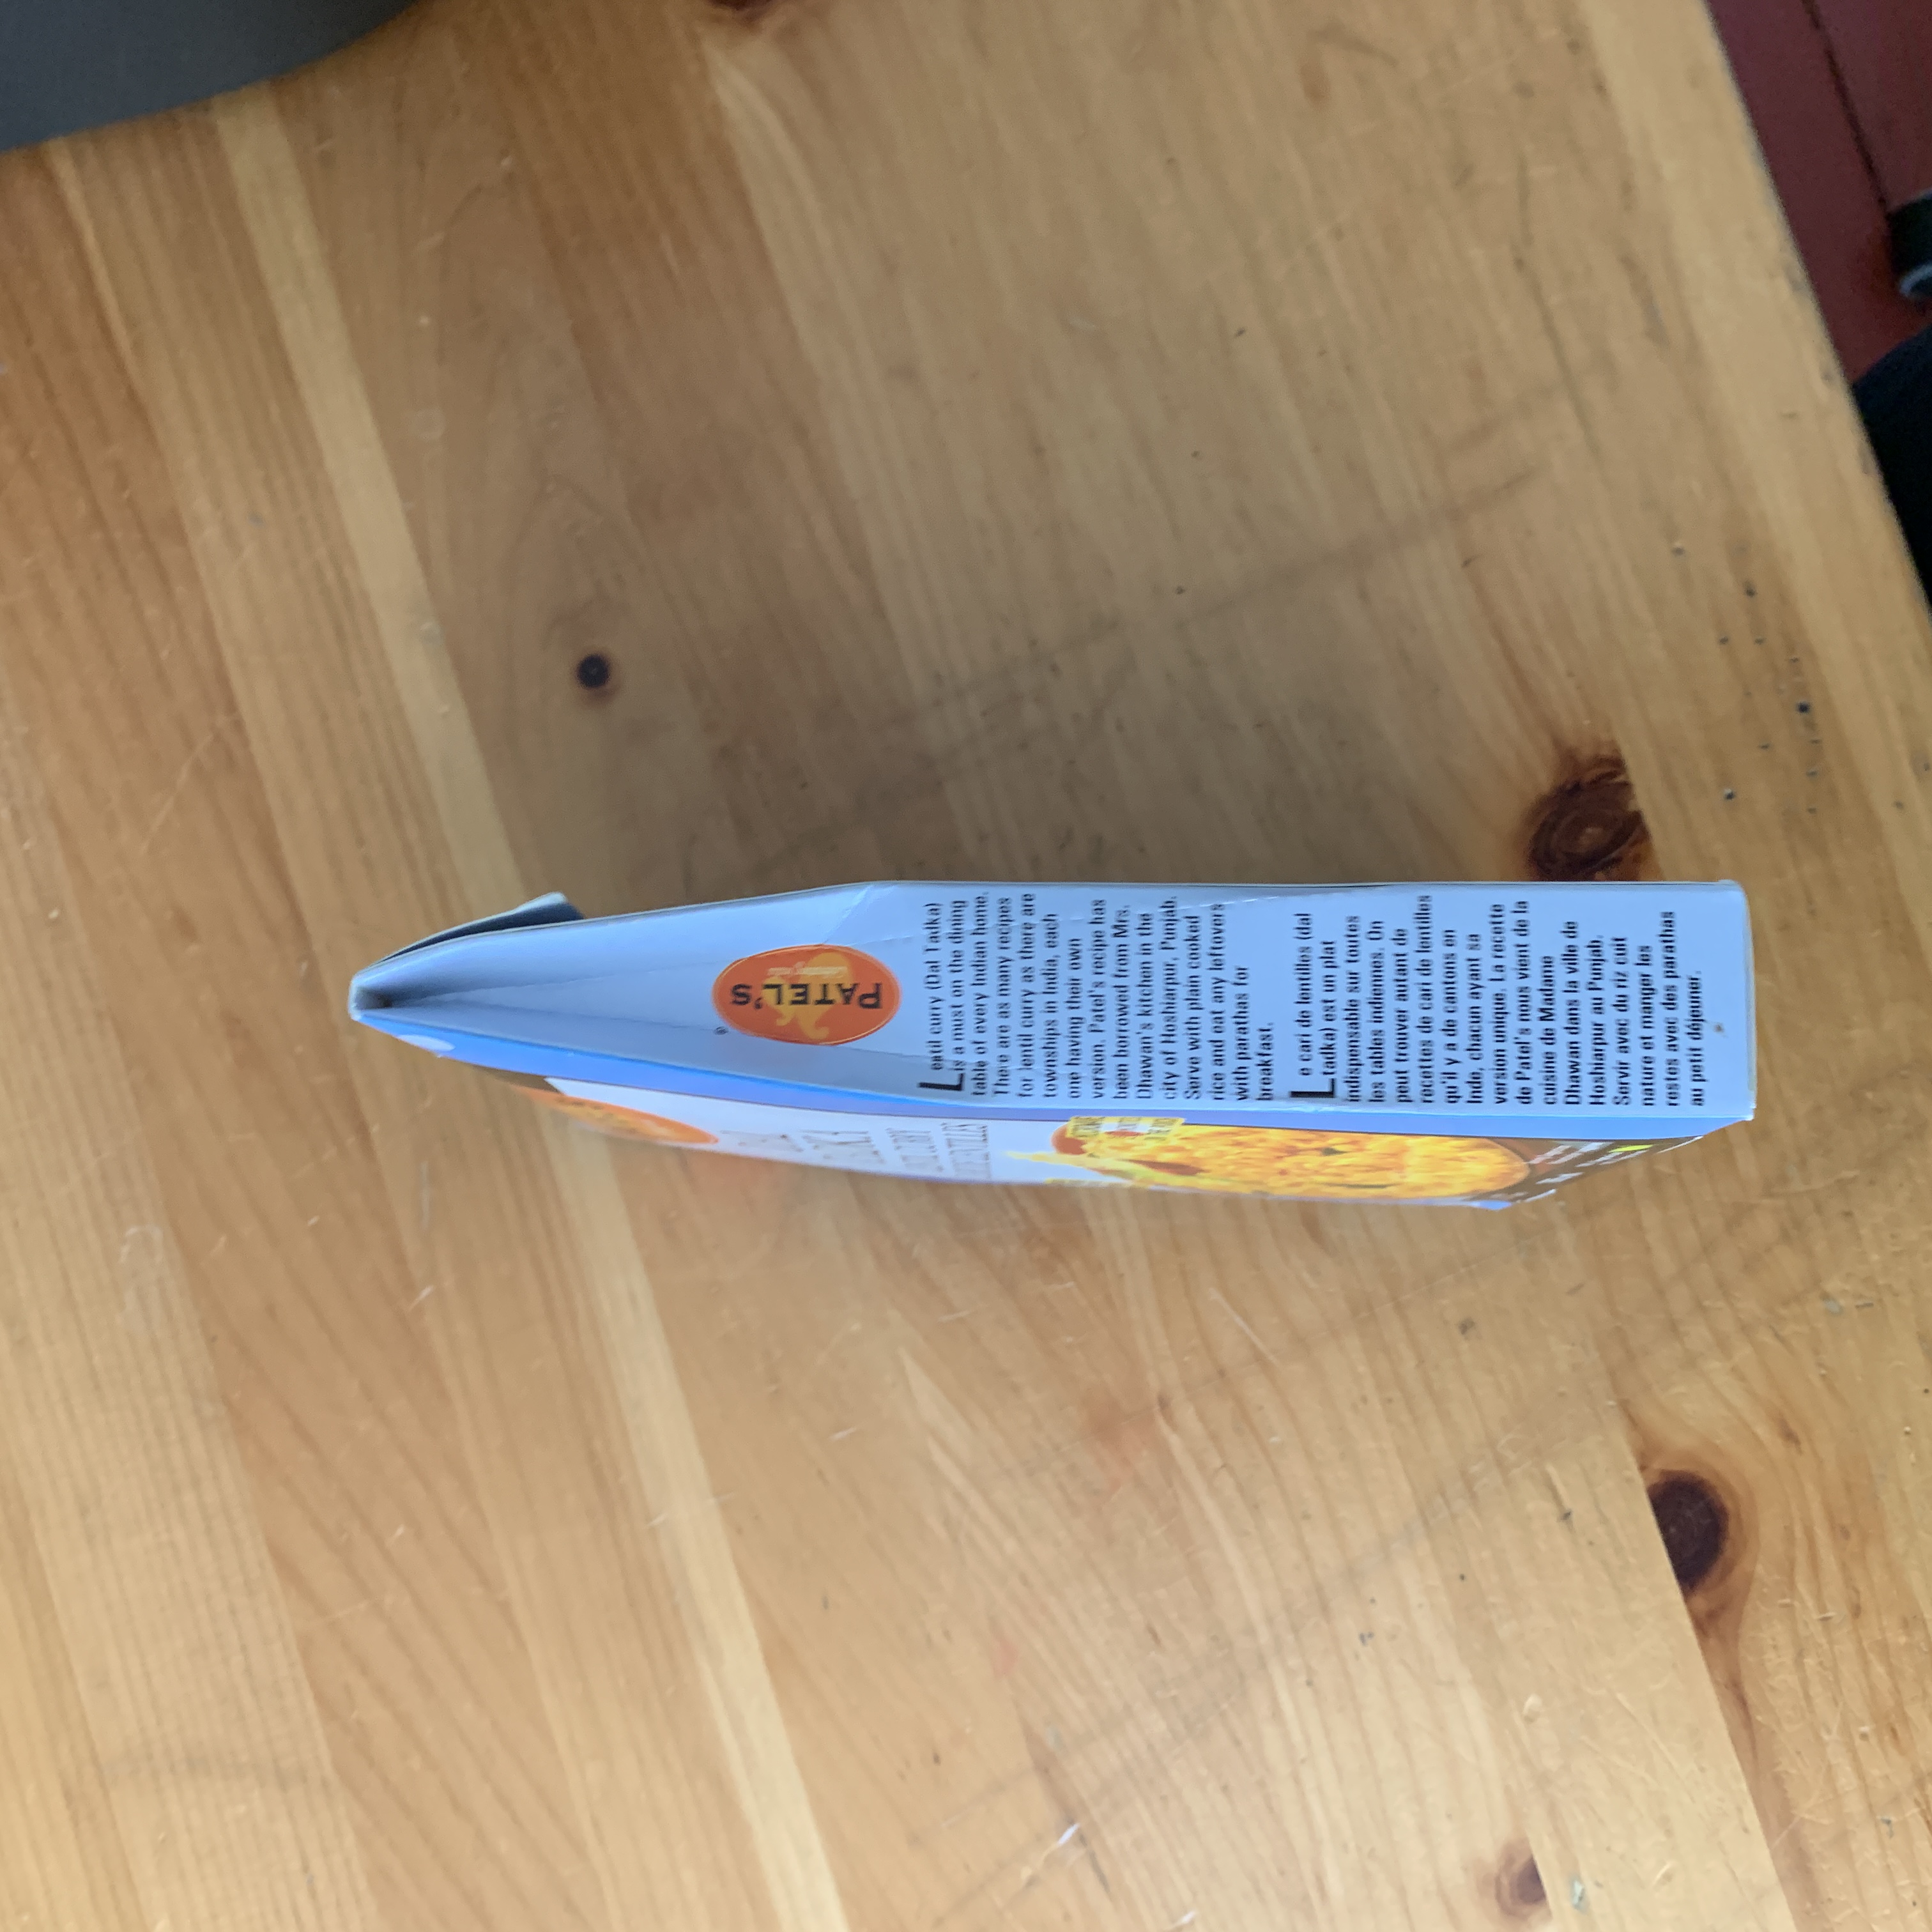 PATEL'S
®
Lentil curry (Dal Tadka)
is a must on the dining
table of every Indian home.
There are as many recipes
for lentil curry as there are
townships in India, each
one having their own
version. Patel's recipe has
been borrowed from Mrs.
Dhawan's kitchen in the
city of Hoshiarpur, Punjab.
Serve with plain cooked
rice and eat any leftovers
with parathas for
breakfast.
Le cari de lentilles (dal
tadka) est un plat
indispensable sur toutes
les tables indiennes. On
peut trouver autant de
recettes de cari de lentilles
qu'il y a de cantons en
Inde, chacun ayant sa
version unique. La recette
de Patel's nous vient de la
cuisine de Madame
Dhawan dans la ville de
Hoshiarpur au Punjab.
Servir avec du riz cuit
nature et manger les
restes avec des parathas
au petit déjeuner.